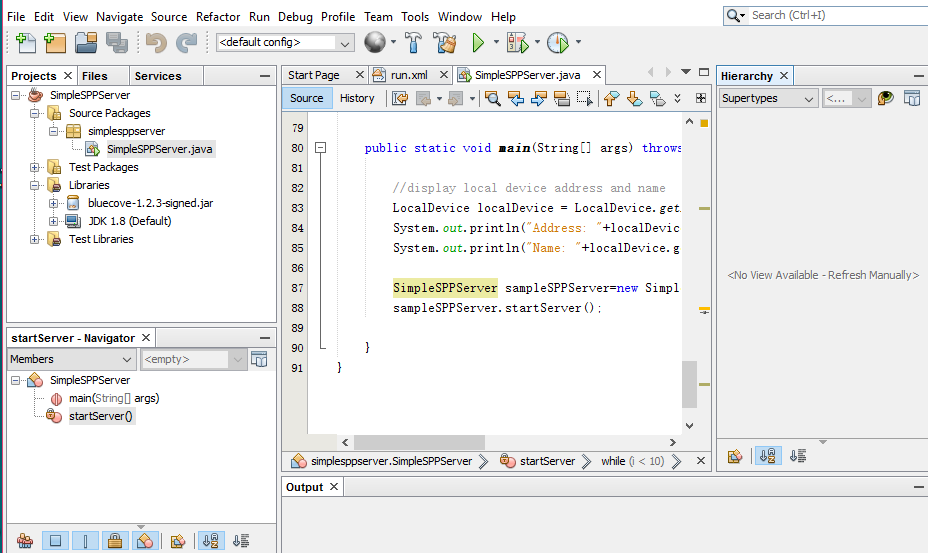 File Edit View Navigate Source Refactor Run Debug Profile Team Tools Window Help
Search (Ctrl+I)
<default config>
Projects Files Services
SimpleSPPServer
Source Packages
simplesppserver
SimpleSPPServer.java
Test Packages
Libraries
bluecove-1.2.3-signed.jar
JDK 1.8 (Default)
Test Libraries
startServer - Navigator
Members <empty>
SimpleSPPServer
main(String[] args)
startServer()
Start Page run.xml SimpleSPPServer.java
Source History
79
80 public static void main(String[] args) throws
81
82 //display local device address and name
83 LocalDevice localDevice = LocalDevice.get
84 System.out.println("Address: "+localDevic
85 System.out.println("Name: "+localDevice.g
86
87 SimpleSPPServer sampleSPPServer=new Simpl
88 sampleSPPServer.startServer();
89
90 }
91 }
simplesppserver.SimpleSPPServer startServer while (i < 10)
Output
Hierarchy
Supertypes <...
<No View Available - Refresh Manually>